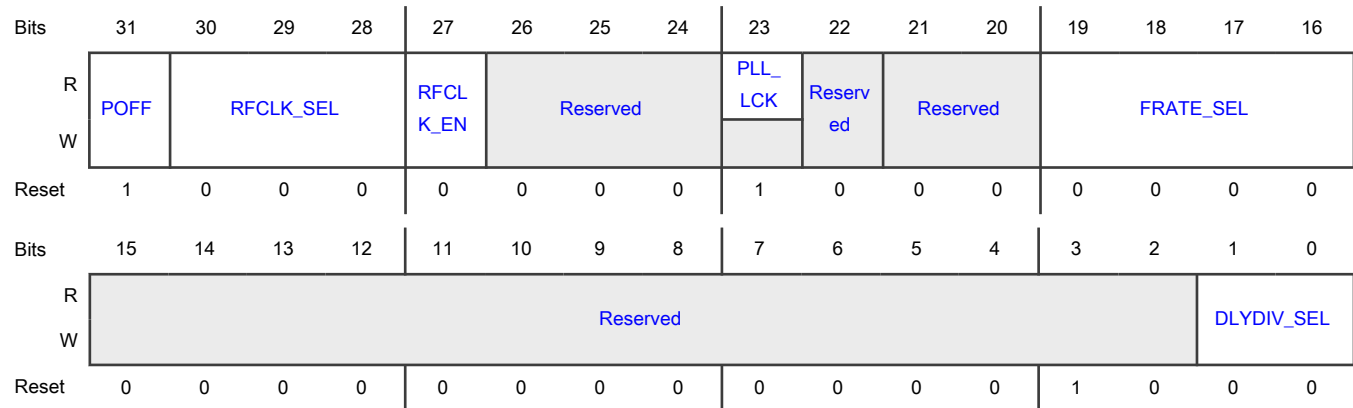 Bits 31 30 29 28 27 26 25 24 23 22 21 20 19 18 17 16
R
W
POFF
RFCLK_SEL
RFCL
K_EN
Reserved
PLL_
LCK
Reserv
ed
Reserved
FRATE_SEL
Reset 1 0 0 0 0 0 0 0 1 0 0 0 0 0 0 0
Bits 15 14 13 12 11 10 9 8 7 6 5 4 3 2 1 0
R
W
Reserved
DLYDIV_SEL
Reset 0 0 0 0 0 0 0 0 0 0 0 0 1 0 0 0